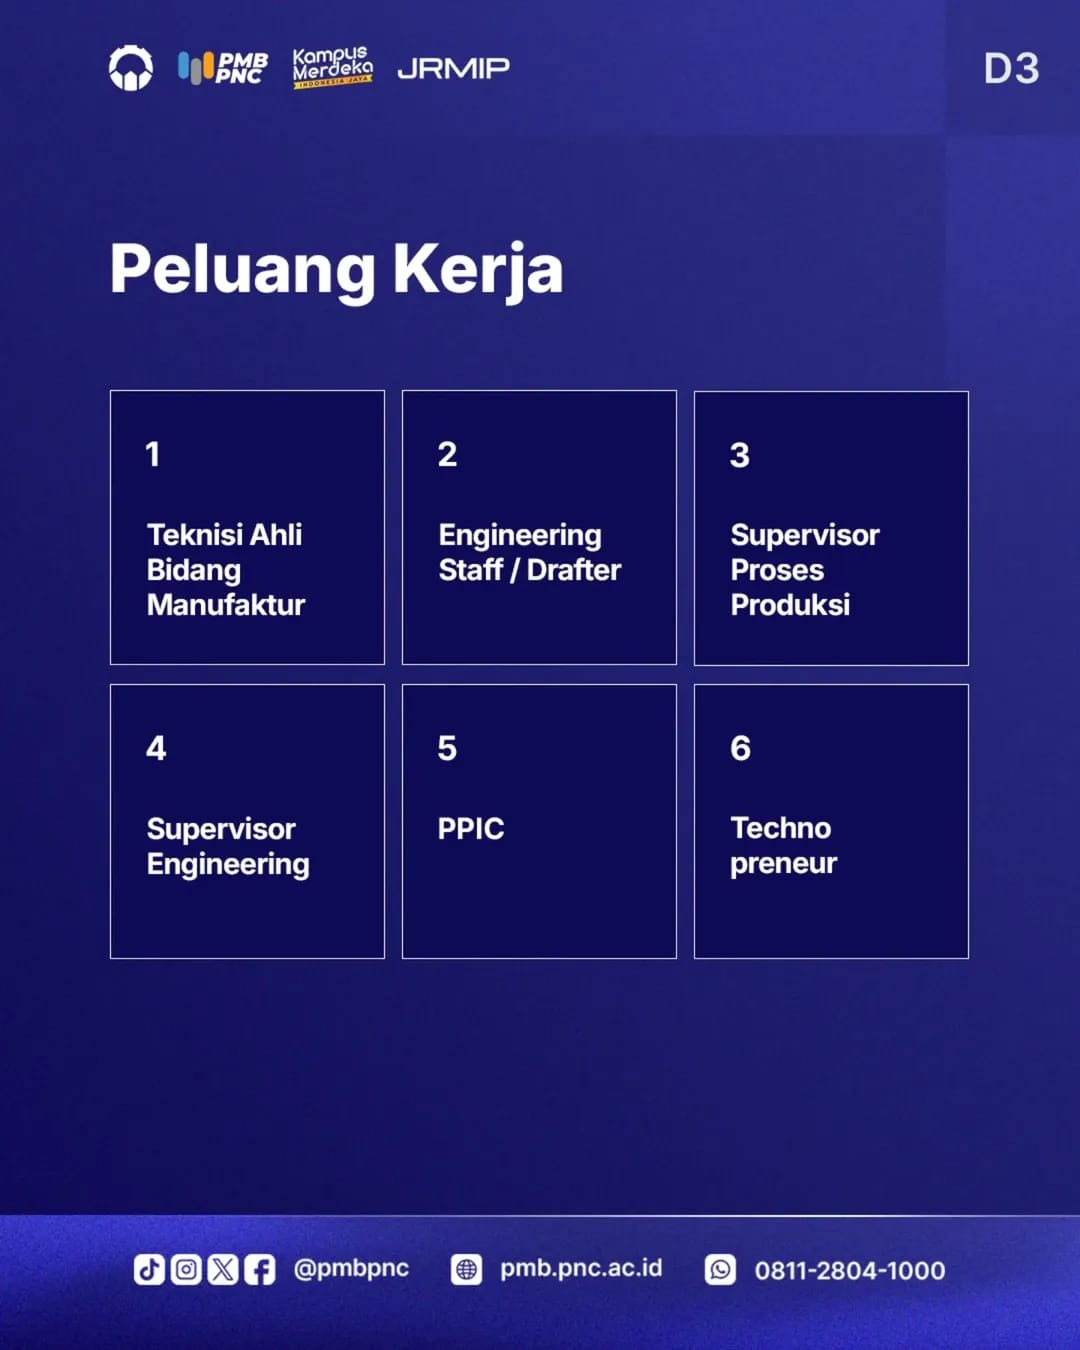 PMB
PNC
Kampus
Merdeka
INDONESIA JAYA
JRMIP
D3
Peluang Kerja
1
Teknisi Ahli
Bidang
Manufaktur
2
Engineering
Staff / Drafter
3
Supervisor
Proses
Produksi
4
Supervisor
Engineering
5
PPIC
6
Techno
preneur
@pmbpnc
pmb.pnc.ac.id
0811-2804-1000